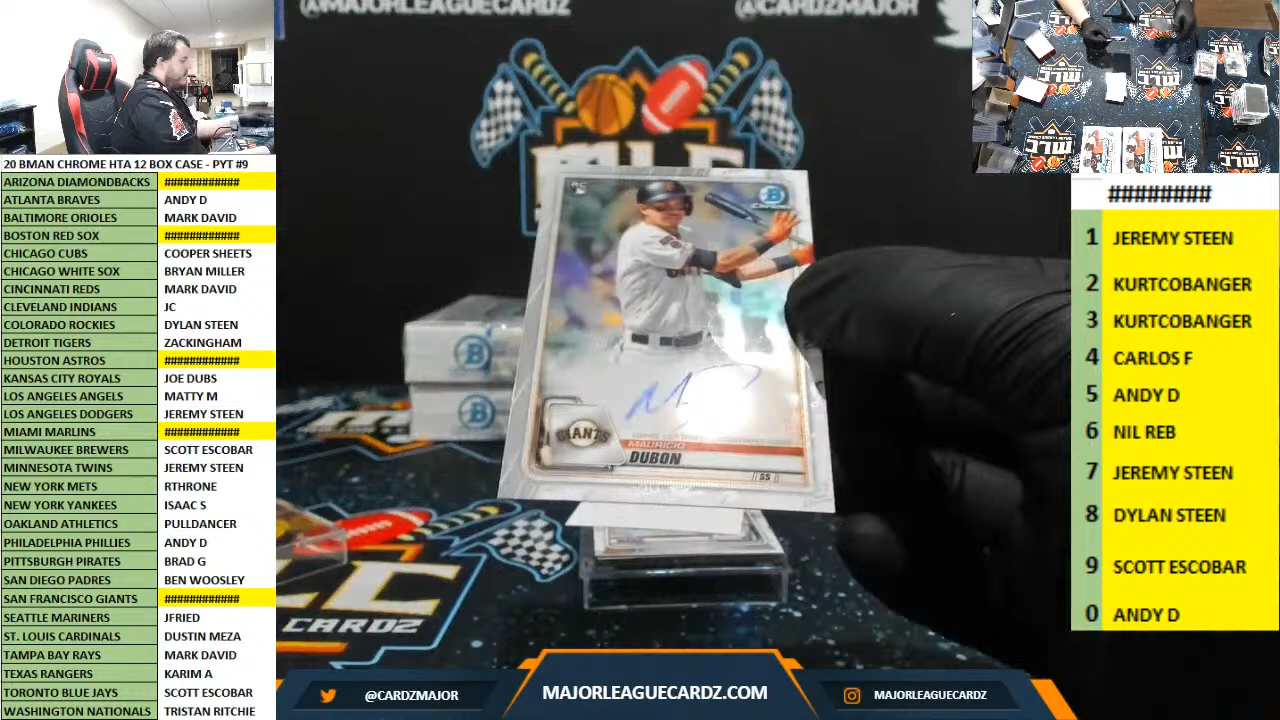 @MAJORLEAGUECARDZ
@CARDZMAJOR
20 BMAN CHROME HTA 12 BOX CASE - PYT #9
ARIZONA DIAMONDBACKS ############
ATLANTA BRAVES ANDY D
BALTIMORE ORIOLES MARK DAVID
BOSTON RED SOX ############
CHICAGO CUBS COOPER SHEETS
CHICAGO WHITE SOX BRYAN MILLER
CINCINNATI REDS MARK DAVID
CLEVELAND INDIANS JC
COLORADO ROCKIES DYLAN STEEN
DETROIT TIGERS ZACKINGHAM
HOUSTON ASTROS ############
KANSAS CITY ROYALS JOE DUBS
LOS ANGELES ANGELS MATTY M
LOS ANGELES DODGERS JEREMY STEEN
MIAMI MARLINS ############
MILWAUKEE BREWERS SCOTT ESCOBAR
MINNESOTA TWINS JEREMY STEEN
NEW YORK METS RTHRONE
NEW YORK YANKEES ISAAC S
OAKLAND ATHLETICS PULLDANCER
PHILADELPHIA PHILLIES ANDY D
PITTSBURGH PIRATES BRAD G
SAN DIEGO PADRES BEN WOOSLEY
SAN FRANCISCO GIANTS ############
SEATTLE MARINERS JFRIED
ST. LOUIS CARDINALS DUSTIN MEZA
TAMPA BAY RAYS MARK DAVID
TEXAS RANGERS KARIM A
TORONTO BLUE JAYS SCOTT ESCOBAR
WASHINGTON NATIONALS TRISTAN RITCHIE
RC
B
Chrome
GIANTS
MAURICIO
DUBON
SS
CARDZ
MLC
########
1 JEREMY STEEN
2 KURTCOBANGER
3 KURTCOBANGER
4 CARLOS F
5 ANDY D
6 NIL REB
7 JEREMY STEEN
8 DYLAN STEEN
9 SCOTT ESCOBAR
0 ANDY D
@CARDZMAJOR
MAJORLEAGUECARDZ.COM
MAJORLEAGUECARDZ